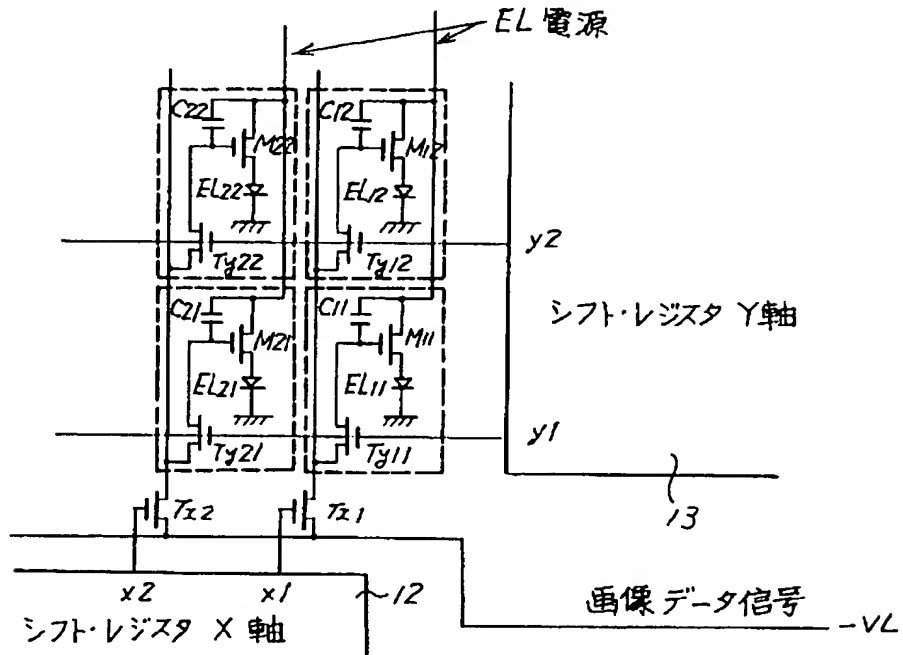 EL 電源
C22
M22
EL22
Ty22
C12
M12
EL12
Ty12
y2
C21
M21
EL21
Ty21
C11
M11
EL11
Ty11
シフト・レジスタ Y軸
y1
13
Tx2
Tx1
x2
x1
12
画像データ信号
-VL
シフト・レジスタ X軸